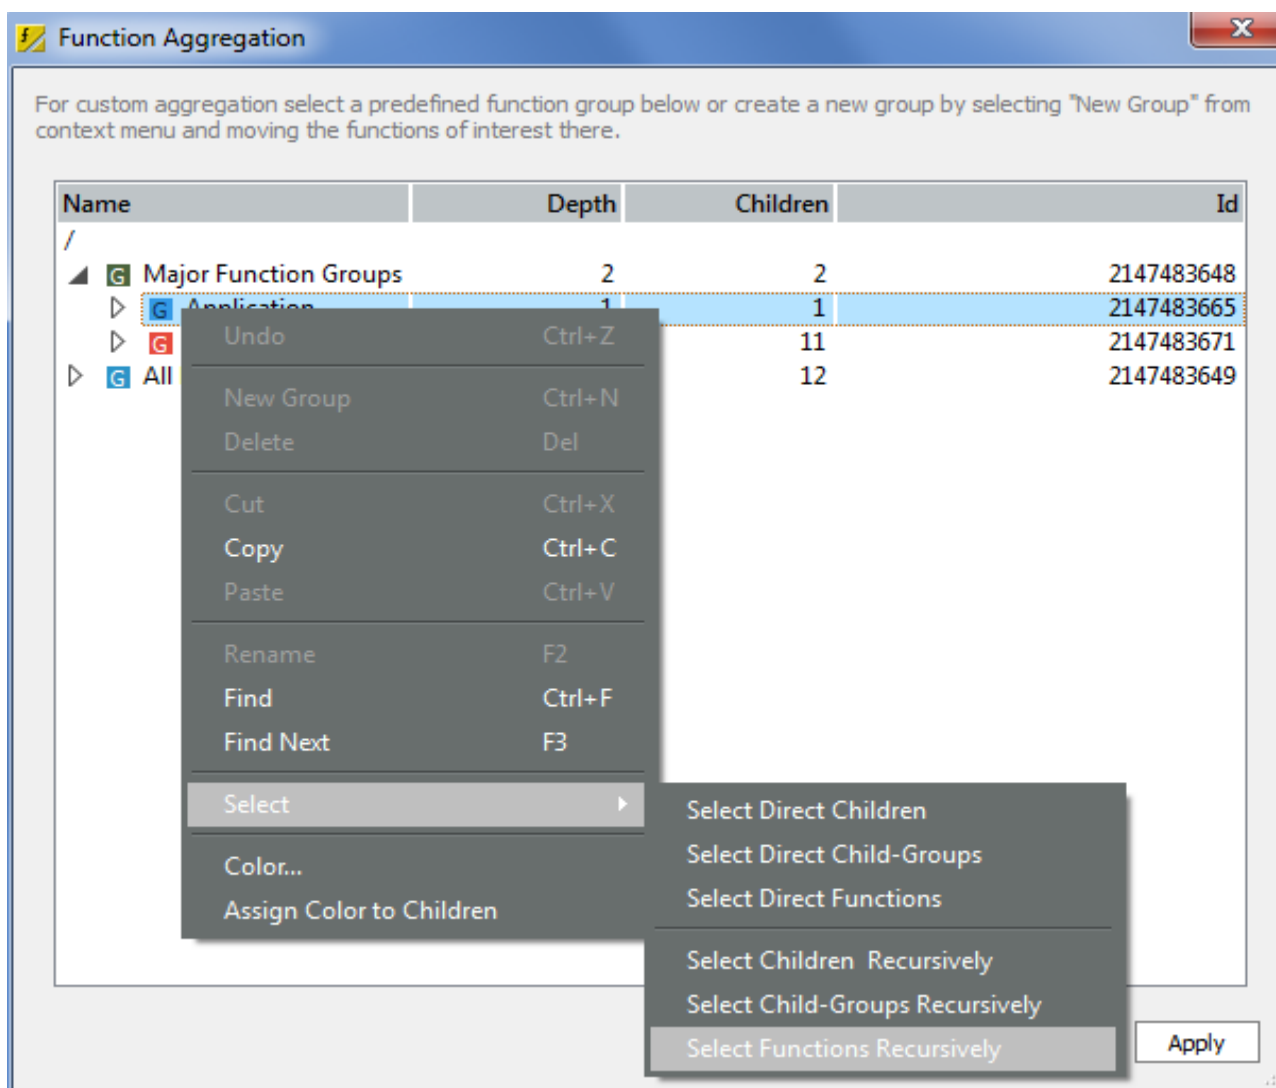 Function Aggregation
For custom aggregation select a predefined function group below or create a new group by selecting "New Group" from
context menu and moving the functions of interest there.
Name Depth Children Id
/
G Major Function Groups 2 2 2147483648
G Application 1 1 2147483665
G 11 2147483671
G All 12 2147483649
Undo Ctrl+Z
New Group Ctrl+N
Delete Del
Cut Ctrl+X
Copy Ctrl+C
Paste Ctrl+V
Rename F2
Find Ctrl+F
Find Next F3
Select
Color...
Assign Color to Children
Select Direct Children
Select Direct Child-Groups
Select Direct Functions
Select Children  Recursively
Select Child-Groups Recursively
Select Functions Recursively
Apply